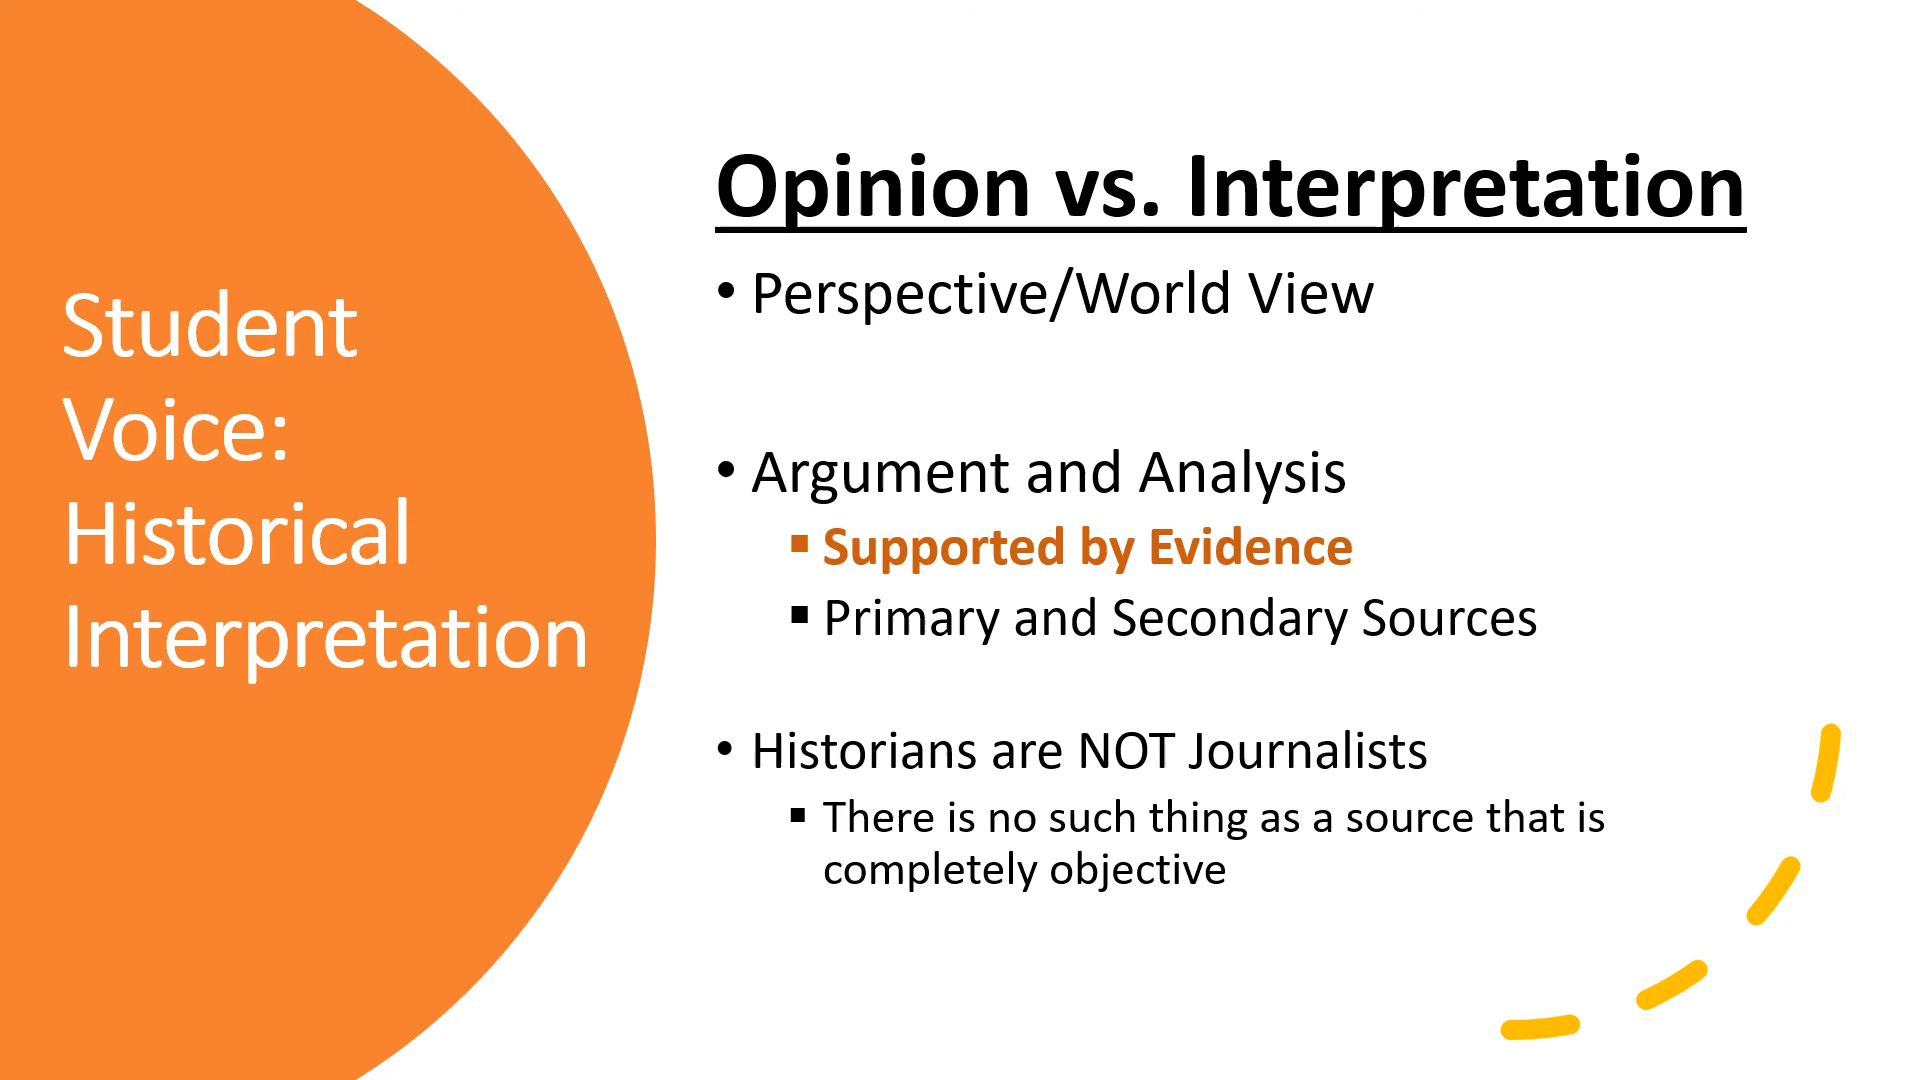 Student
Voice:
Historical
Interpretation
Opinion vs. Interpretation
• Perspective/World View
• Argument and Analysis
▪ Supported by Evidence
▪ Primary and Secondary Sources
• Historians are NOT Journalists
▪ There is no such thing as a source that is
completely objective